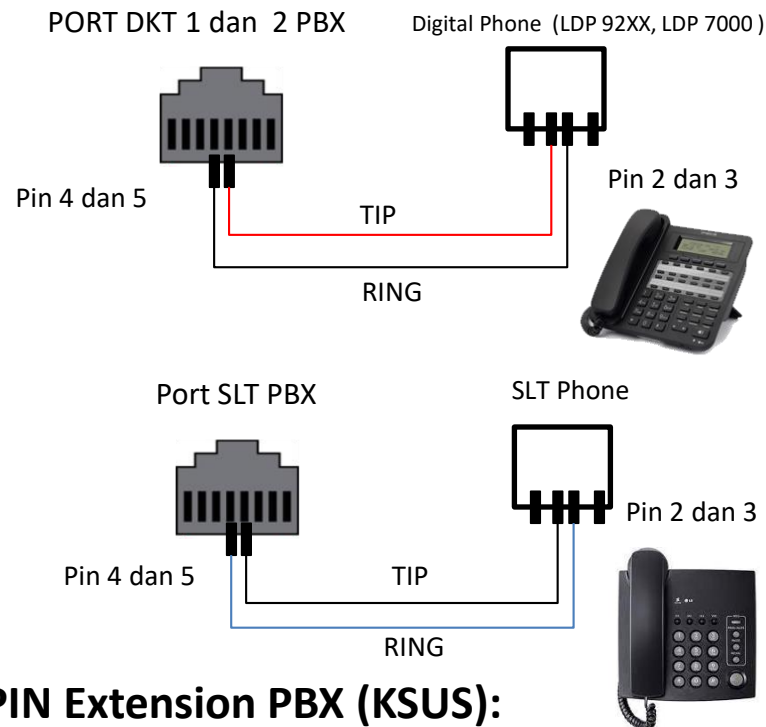 PORT DKT 1 dan 2 PBX
Digital Phone (LDP 92XX, LDP 7000 )
Pin 4 dan 5
Pin 2 dan 3
TIP
RING
Port SLT PBX
SLT Phone
Pin 2 dan 3
Pin 4 dan 5
TIP
RING
PIN Extension PBX (KSUS):